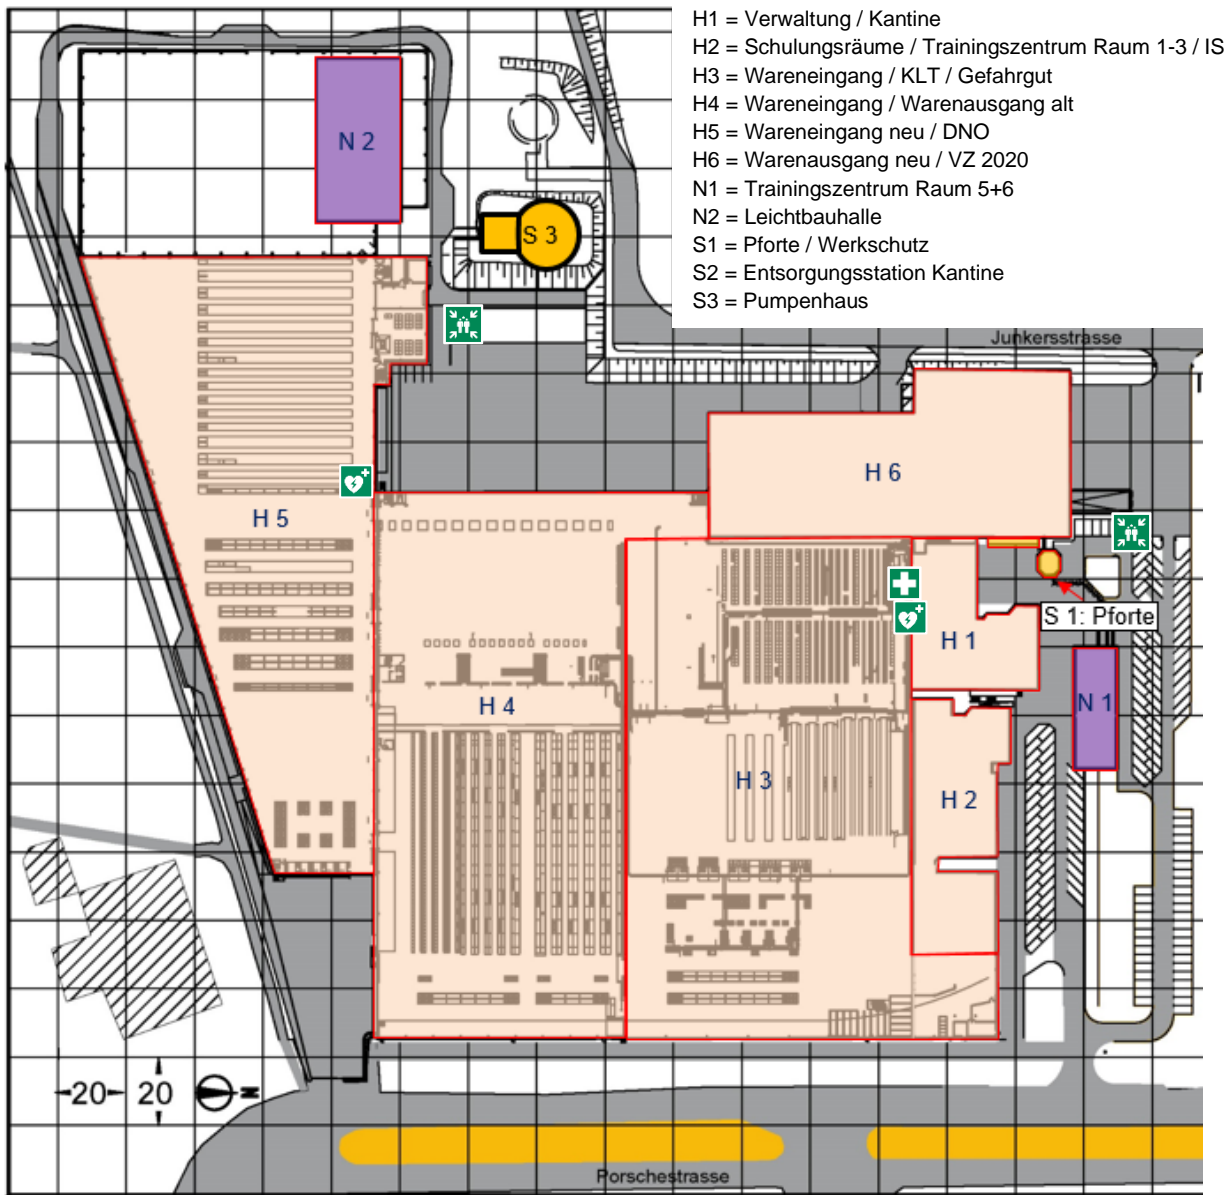 H1 = Verwaltung / Kantine
H2 = Schulungsräume / Trainingszentrum Raum 1-3 / IS
H3 = Wareneingang / KLT / Gefahrgut
H4 = Wareneingang / Warenausgang alt
H5 = Wareneingang neu / DNO
H6 = Warenausgang neu / VZ 2020
N1 = Trainingszentrum Raum 5+6
N2 = Leichtbauhalle
S1 = Pforte / Werkschutz
S2 = Entsorgungsstation Kantine
S3 = Pumpenhaus
N 2
S 3
Junkersstrasse
H 6
H 5
S 1: Pforte
H 1
H 4
N 1
H 3
H 2
20 20 N
Porschestrasse